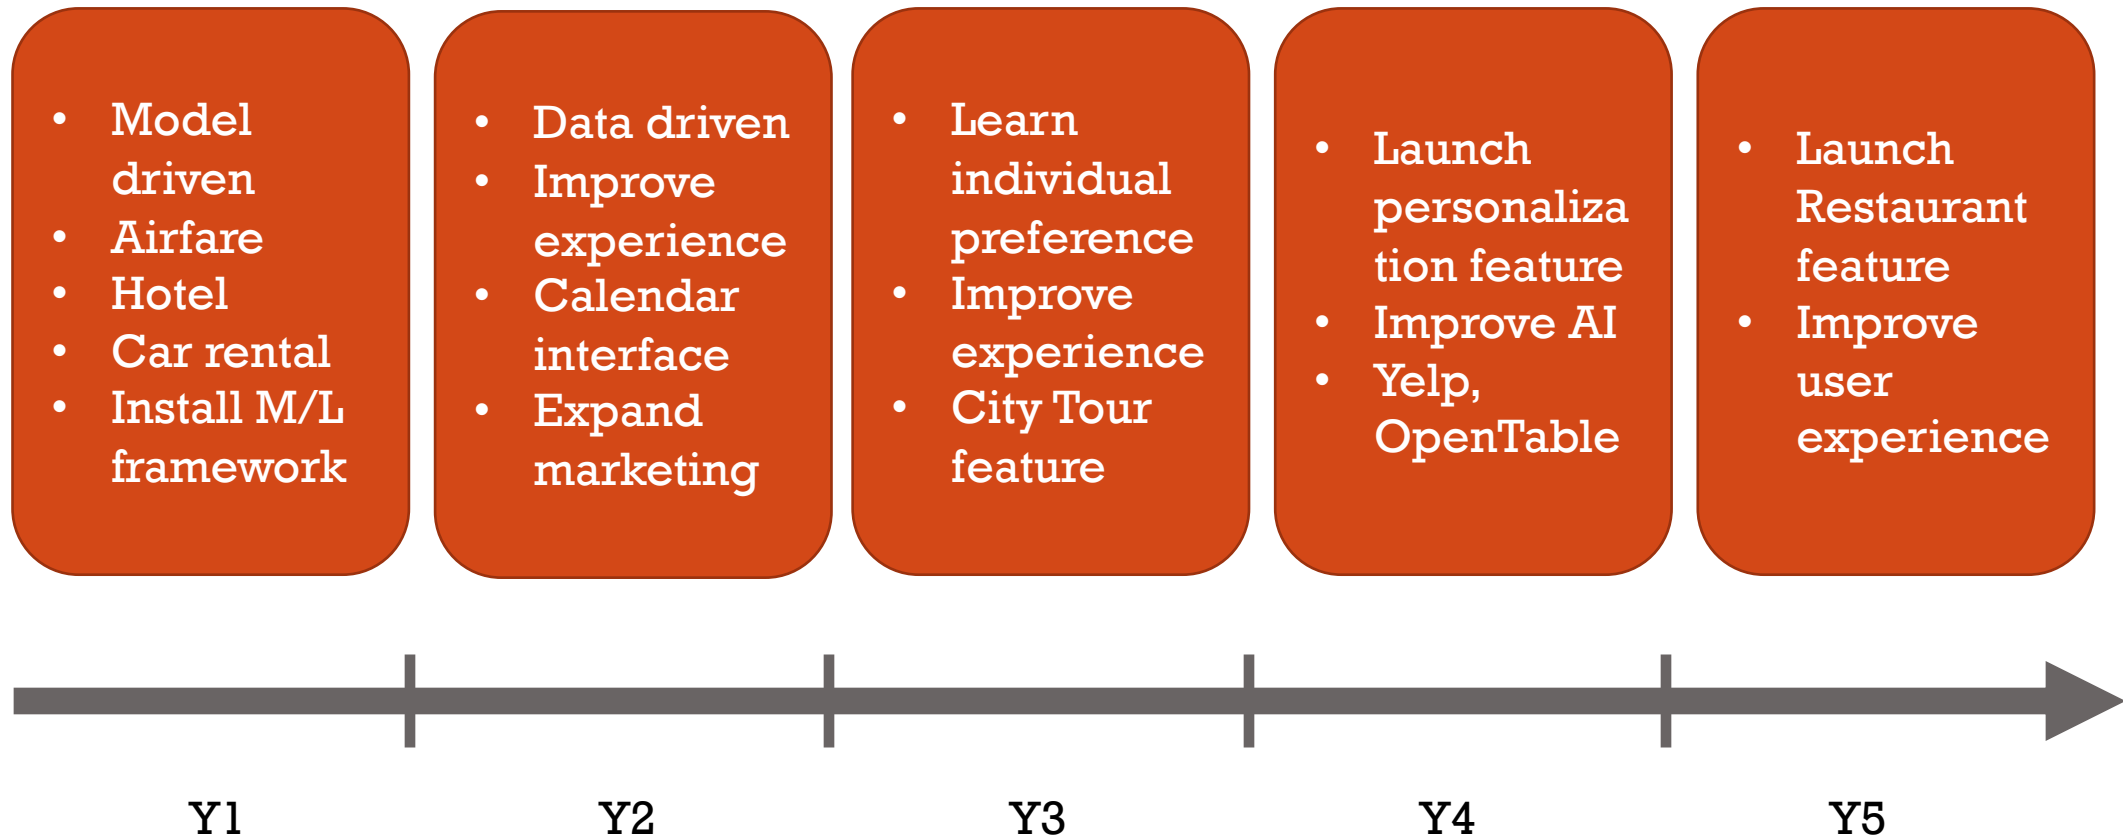 • Model
driven
• Airfare
• Hotel
• Car rental
• Install M/L
framework
• Data driven
• Improve
experience
• Calendar
interface
• Expand
marketing
• Learn
individual
preference
• Improve
experience
• City Tour
feature
• Launch
personaliza
tion feature
• Improve AI
• Yelp,
OpenTable
• Launch
Restaurant
feature
• Improve
user
experience
Y1
Y2
Y3
Y4
Y5